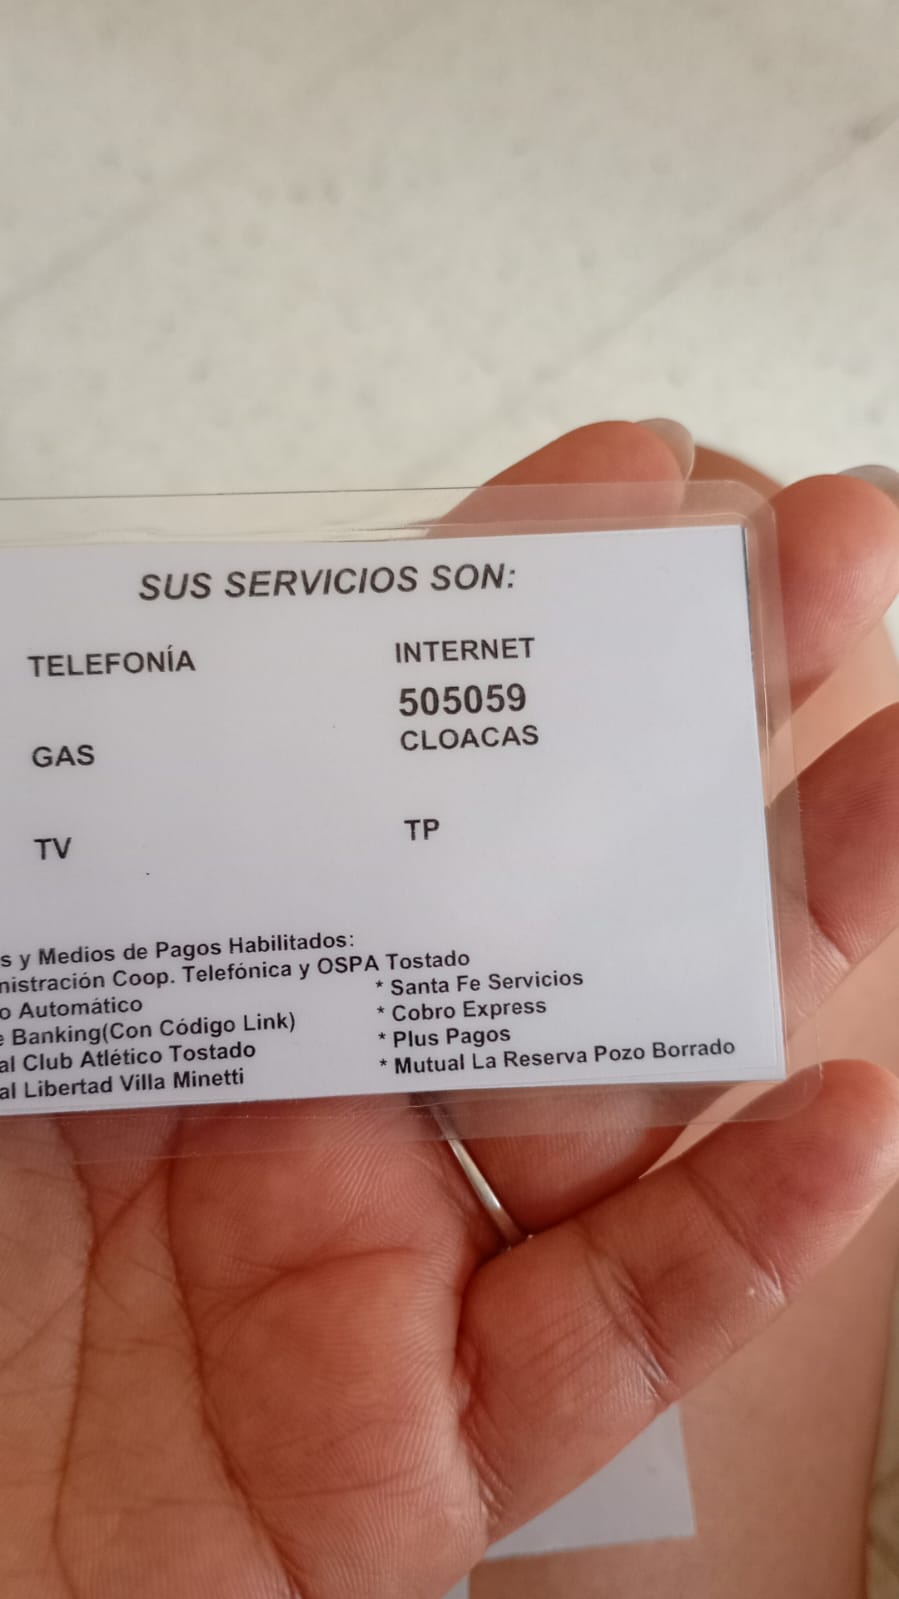 SUS SERVICIOS SON:
TELEFONÍA
INTERNET
505059
GAS
CLOACAS
TV
TP
s y Medios de Pagos Habilitados:
nistración Coop. Telefónica y OSPA Tostado
o Automático
* Santa Fe Servicios
e Banking(Con Código Link)
* Cobro Express
al Club Atlético Tostado
* Plus Pagos
al Libertad Villa Minetti
* Mutual La Reserva Pozo Borrado